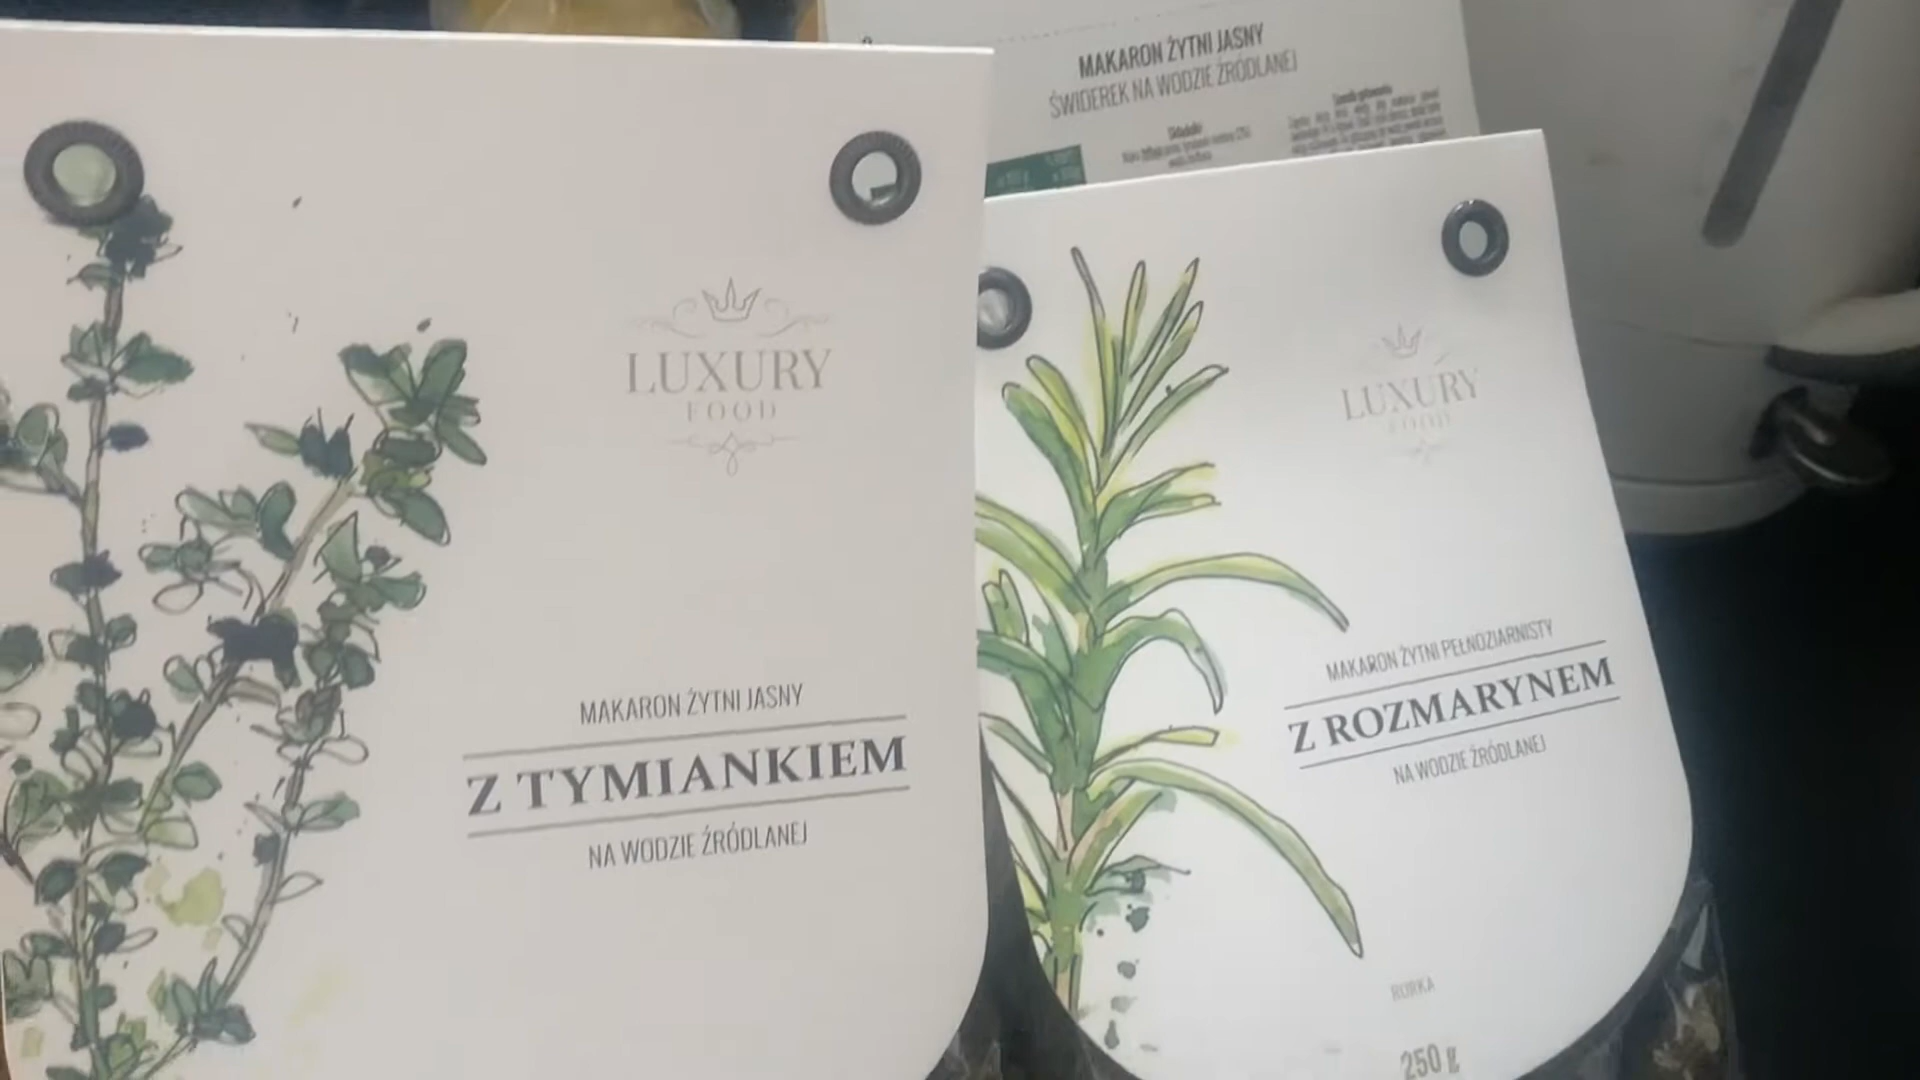 MAKARON ŻYTNI JASNY
ŚWIDEREK NA WODZIE ŹRÓDLANEJ
Składniki:
LUXURY
FOOD
MAKARON ŻYTNI JASNY
Z TYMIANKIEM
NA WODZIE ŹRÓDLANEJ
LUXURY
FOOD
MAKARON ŻYTNI PEŁNOZIARNISTY
Z ROZMARYNEM
NA WODZIE ŹRÓDLANEJ
RURKA
250 g